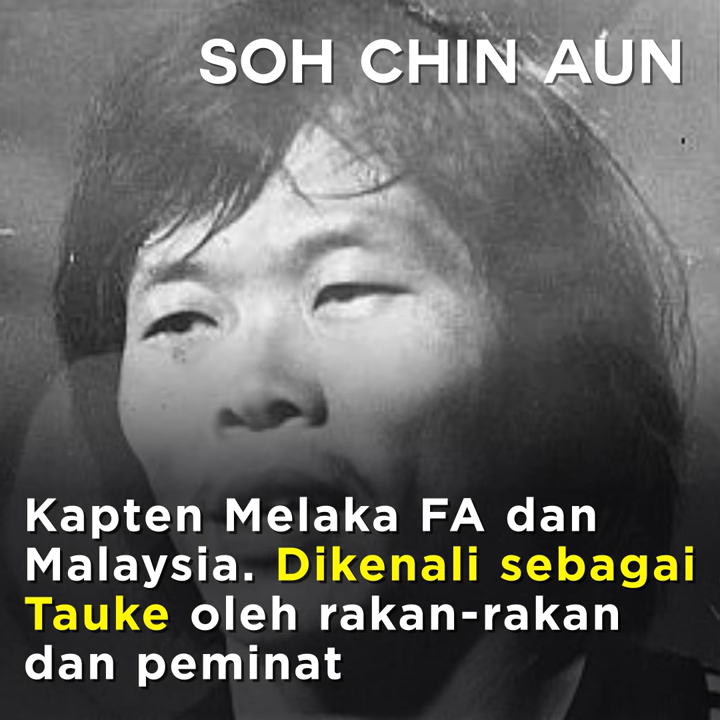 SOH CHIN AUN
Kapten Melaka FA dan
Malaysia. Dikenali sebagai
Tauke oleh rakan-rakan
dan peminat